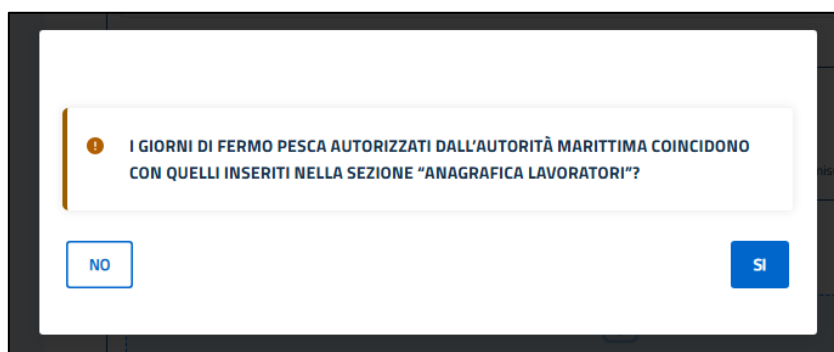 I GIORNI DI FERMO PESCA AUTORIZZATI DALL'AUTORITÀ MARITTIMA COINCIDONO
CON QUELLI INSERITI NELLA SEZIONE “ANAGRAFICA LAVORATORI”?
NO
SI